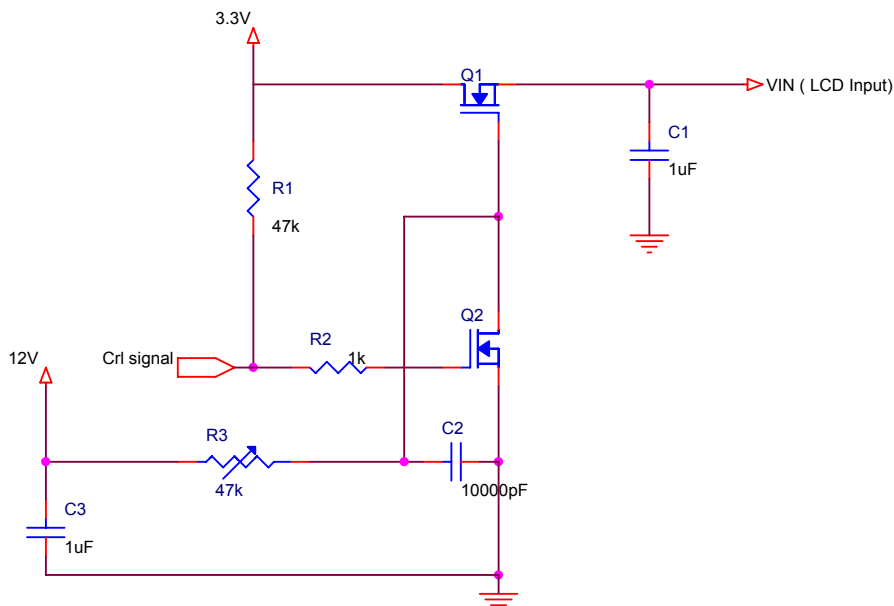 3.3V
Q1
VIN ( LCD Input)
C1
1uF
R1
47k
Q2
R2
1k
Crl signal
12V
R3
47k
C2
10000pF
C3
1uF